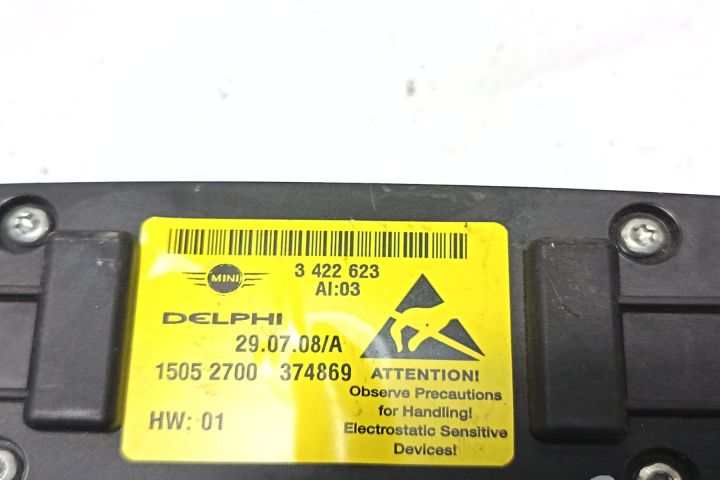 MINI
3 422 623
AI:03
DELPHI
29.07.08/A
1505 2700 374869
HW: 01
ATTENTION!
Observe Precautions
for Handling!
Electrostatic Sensitive
Devices!